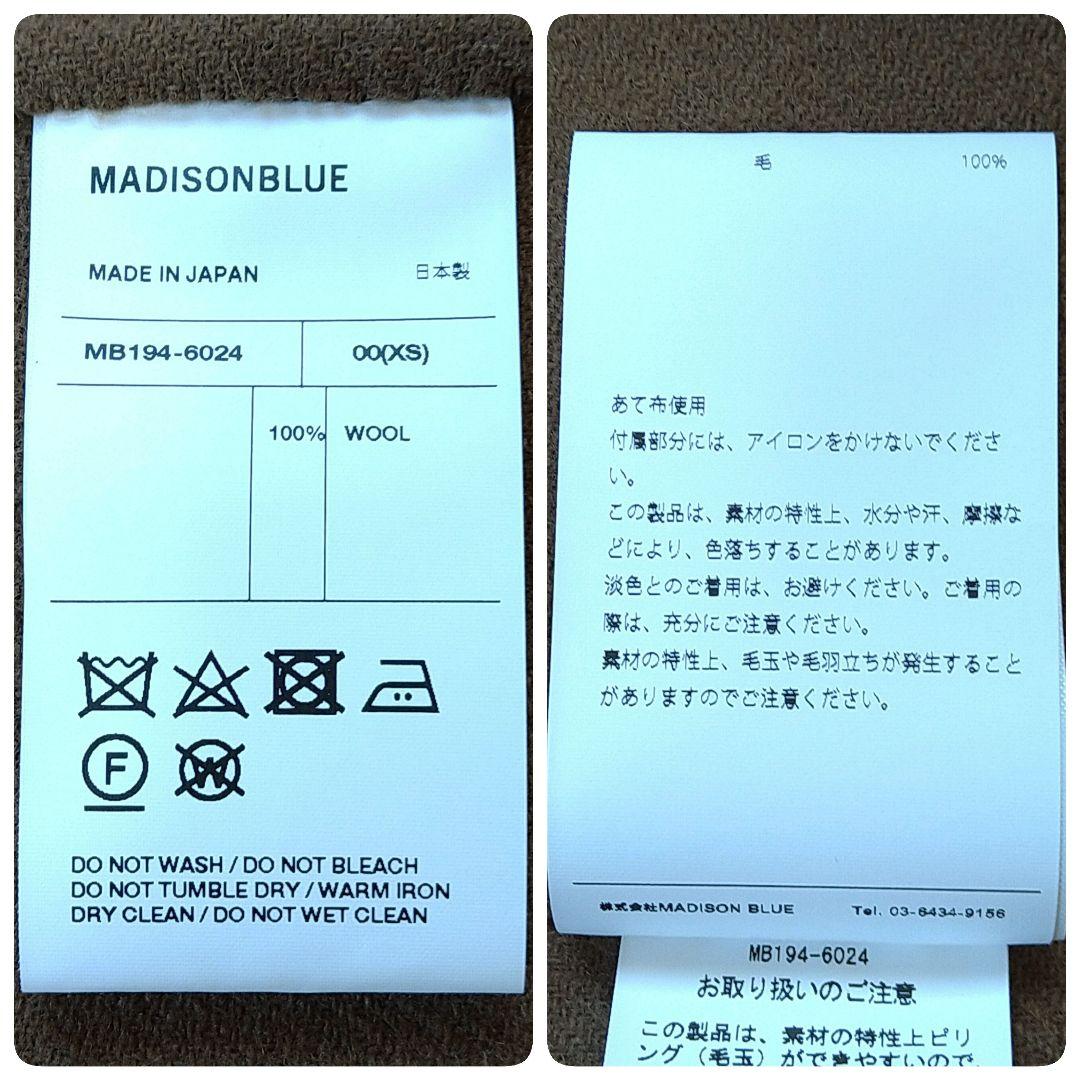 MADISONBLUE
MADE IN JAPAN 日本製
MB194-6024 00(XS)
100% WOOL
F
W
DO NOT WASH / DO NOT BLEACH
DO NOT TUMBLE DRY / WARM IRON
DRY CLEAN / DO NOT WET CLEAN
毛 100%
あて布使用
付属部分には、アイロンをかけないでくださ
い。
この製品は、素材の特性上、水分や汗、摩擦な
どにより、色落ちすることがあります。
淡色とのご着用は、お避けください。ご着用の
際は、充分にご注意ください。
素材の特性上、毛玉や毛羽立ちが発生すること
がありますのでご注意ください。
株式会社MADISON BLUE Tel. 03-6434-9156
MB194-6024
お取り扱いのご注意
この製品は、素材の特性上ピリ
ング(毛玉)ができやすいので、